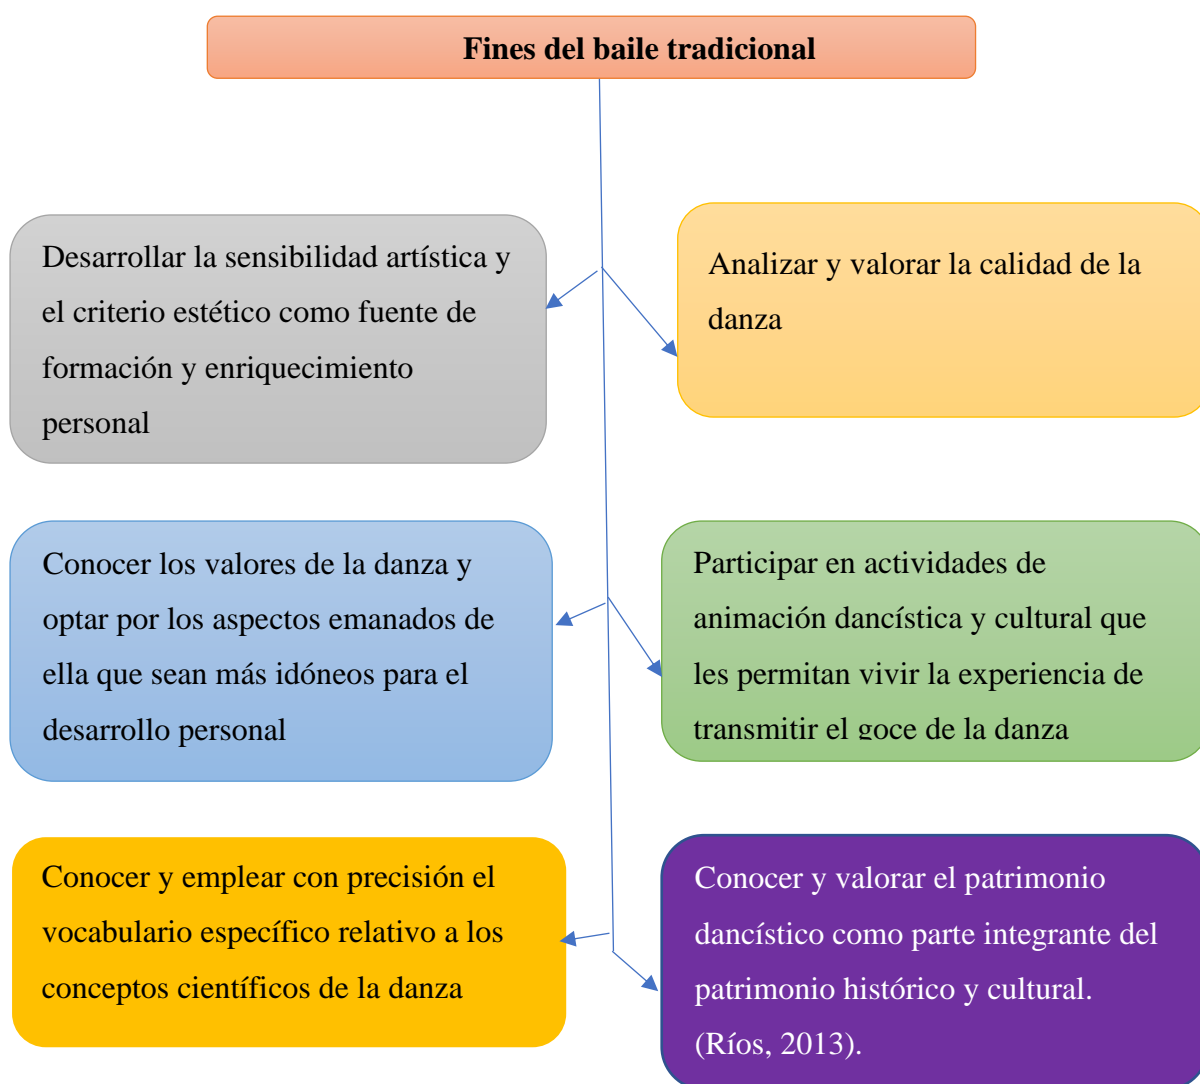 Fines del baile tradicional
Desarrollar la sensibilidad artística y
el criterio estético como fuente de
formación y enriquecimiento
personal
Analizar y valorar la calidad de la
danza
Conocer los valores de la danza y
optar por los aspectos emanados de
ella que sean más idóneos para el
desarrollo personal
Participar en actividades de
animación dancística y cultural que
les permitan vivir la experiencia de
transmitir el goce de la danza
Conocer y emplear con precisión el
vocabulario específico relativo a los
conceptos científicos de la danza
Conocer y valorar el patrimonio
dancístico como parte integrante del
patrimonio histórico y cultural.
(Ríos, 2013).